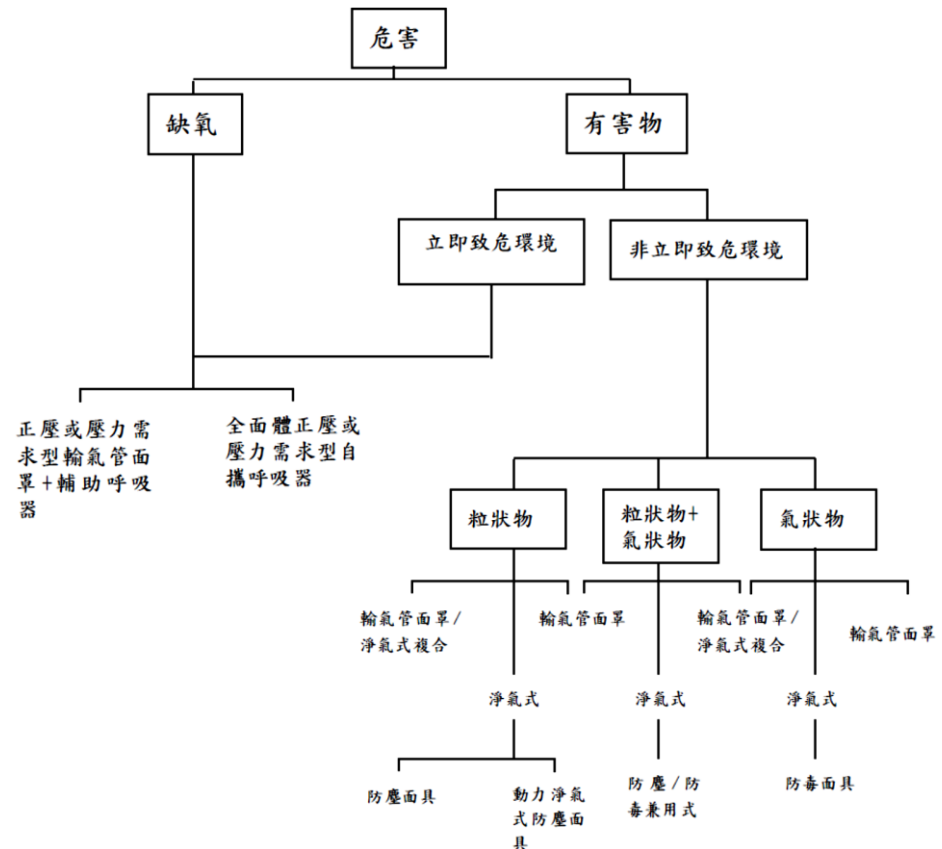 危害
缺氧
有害物
立即致危環境
非立即致危環境
正壓或壓力需
求型輸氣管面
罩+輔助呼吸
器
全面體正壓或
壓力需求型自
攜呼吸器
粒狀物
粒狀物+
氣狀物
氣狀物
輸氣管面罩/
淨氣式複合
輸氣管面罩
輸氣管面罩/
淨氣式複合
輸氣管面罩
淨氣式
淨氣式
淨氣式
防塵面具
動力淨氣
式防塵面
具
防塵/防
毒兼用式
防毒面具